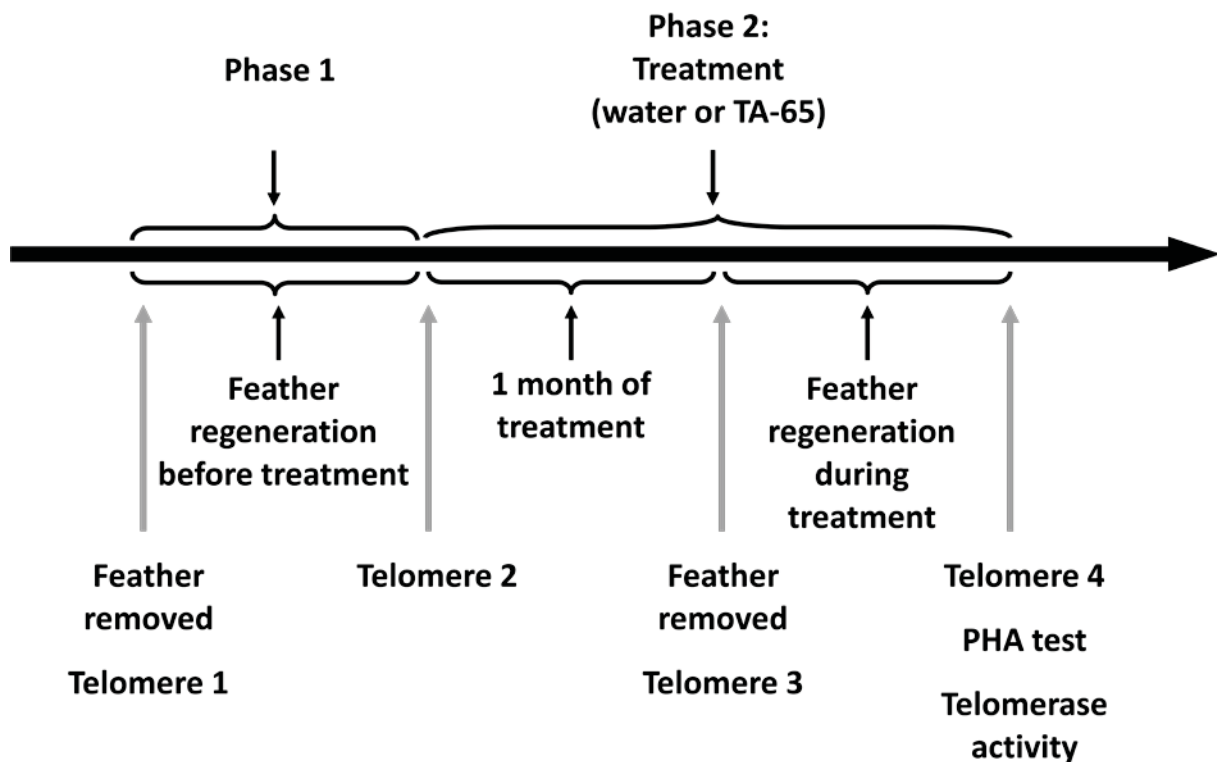 Phase 1
Phase 2:
Treatment
(water or TA-65)
Feather
regeneration
before treatment
1 month of
treatment
Feather
regeneration
during
treatment
Feather
removed
Telomere 1
Telomere 2
Feather
removed
Telomere 3
Telomere 4
PHA test
Telomerase
activity